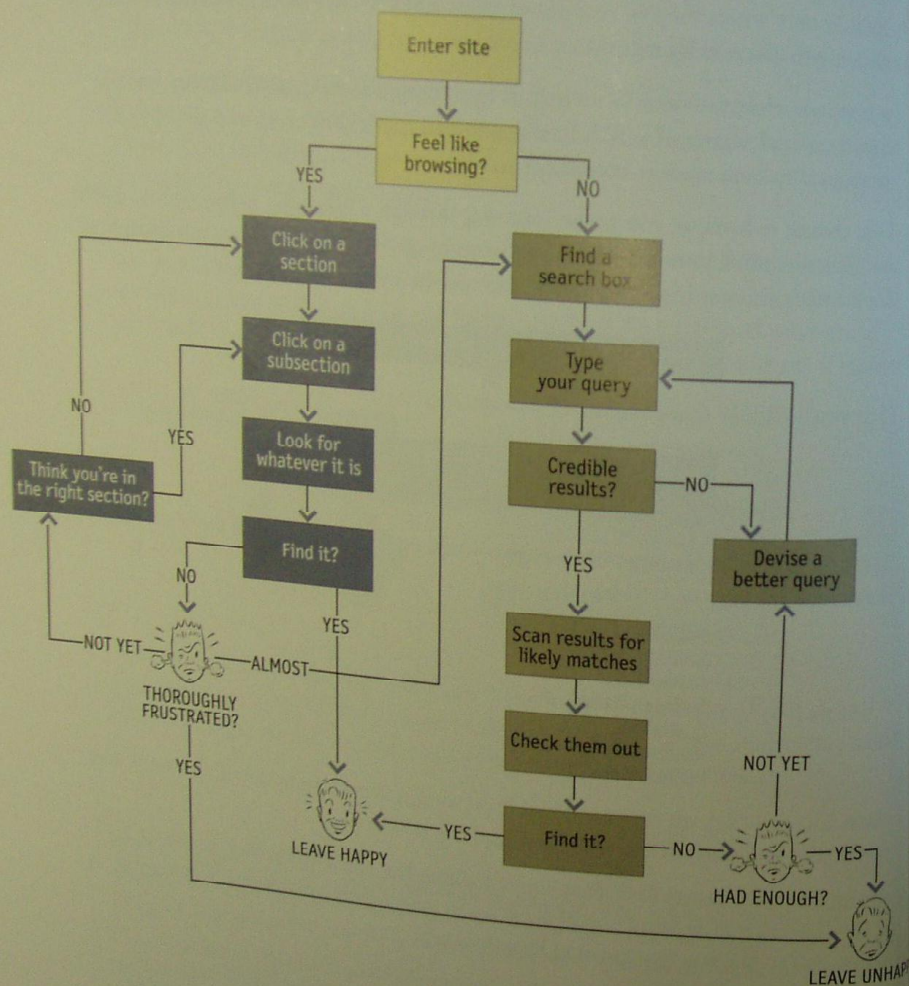 Enter site
Feel like
browsing?
YES
NO
Click on a
section
Click on a
subsection
Look for
whatever it is
Find it?
NO
YES
Think you're in
the right section?
NO
YES
NOT YET
ALMOST
THOROUGHLY
FRUSTRATED?
YES
LEAVE HAPPY
Find a
search box
Type
your query
Credible
results?
NO
YES
Devise a
better query
Scan results for
likely matches
Check them out
Find it?
YES
NO
NOT YET
HAD ENOUGH?
YES
LEAVE